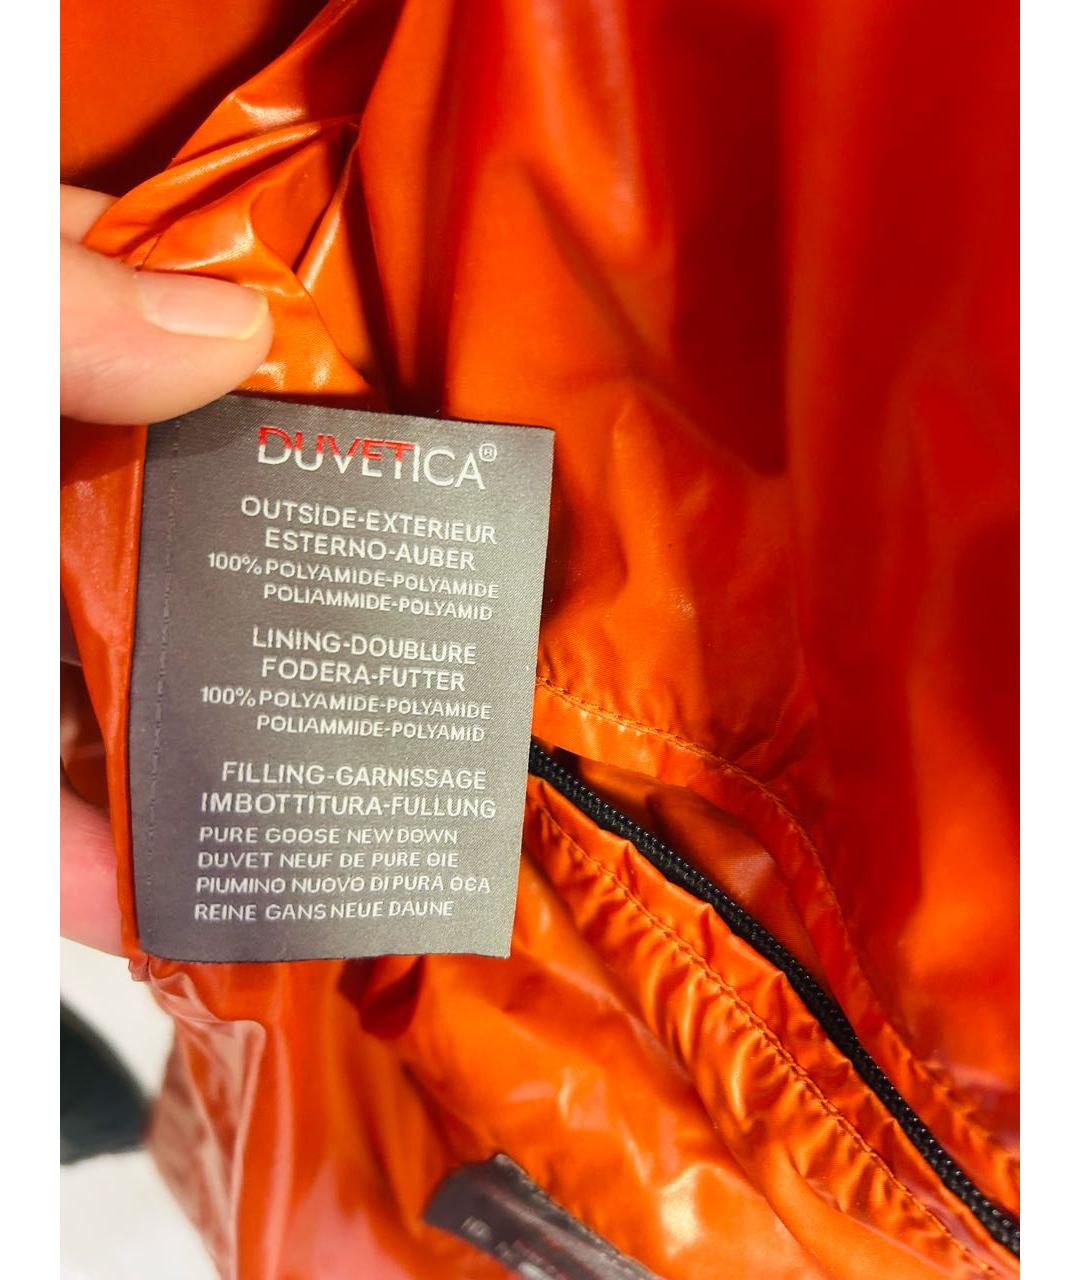 DUVETICA®
OUTSIDE-EXTERIEUR
ESTERNO-AUBER
100% POLYAMIDE-POLYAMIDE
POLIAMMIDE-POLYAMID
LINING-DOUBLURE
FODERA-FUTTER
100% POLYAMIDE-POLYAMIDE
POLIAMMIDE-POLYAMID
FILLING-GARNISSAGE
IMBOTTITURA-FULLUNG
PURE GOOSE NEW DOWN
DUVET NEUF DE PURE OIE
PIUMINO NUOVO DI PURA OCA
REINE GANS NEUE DAUNE